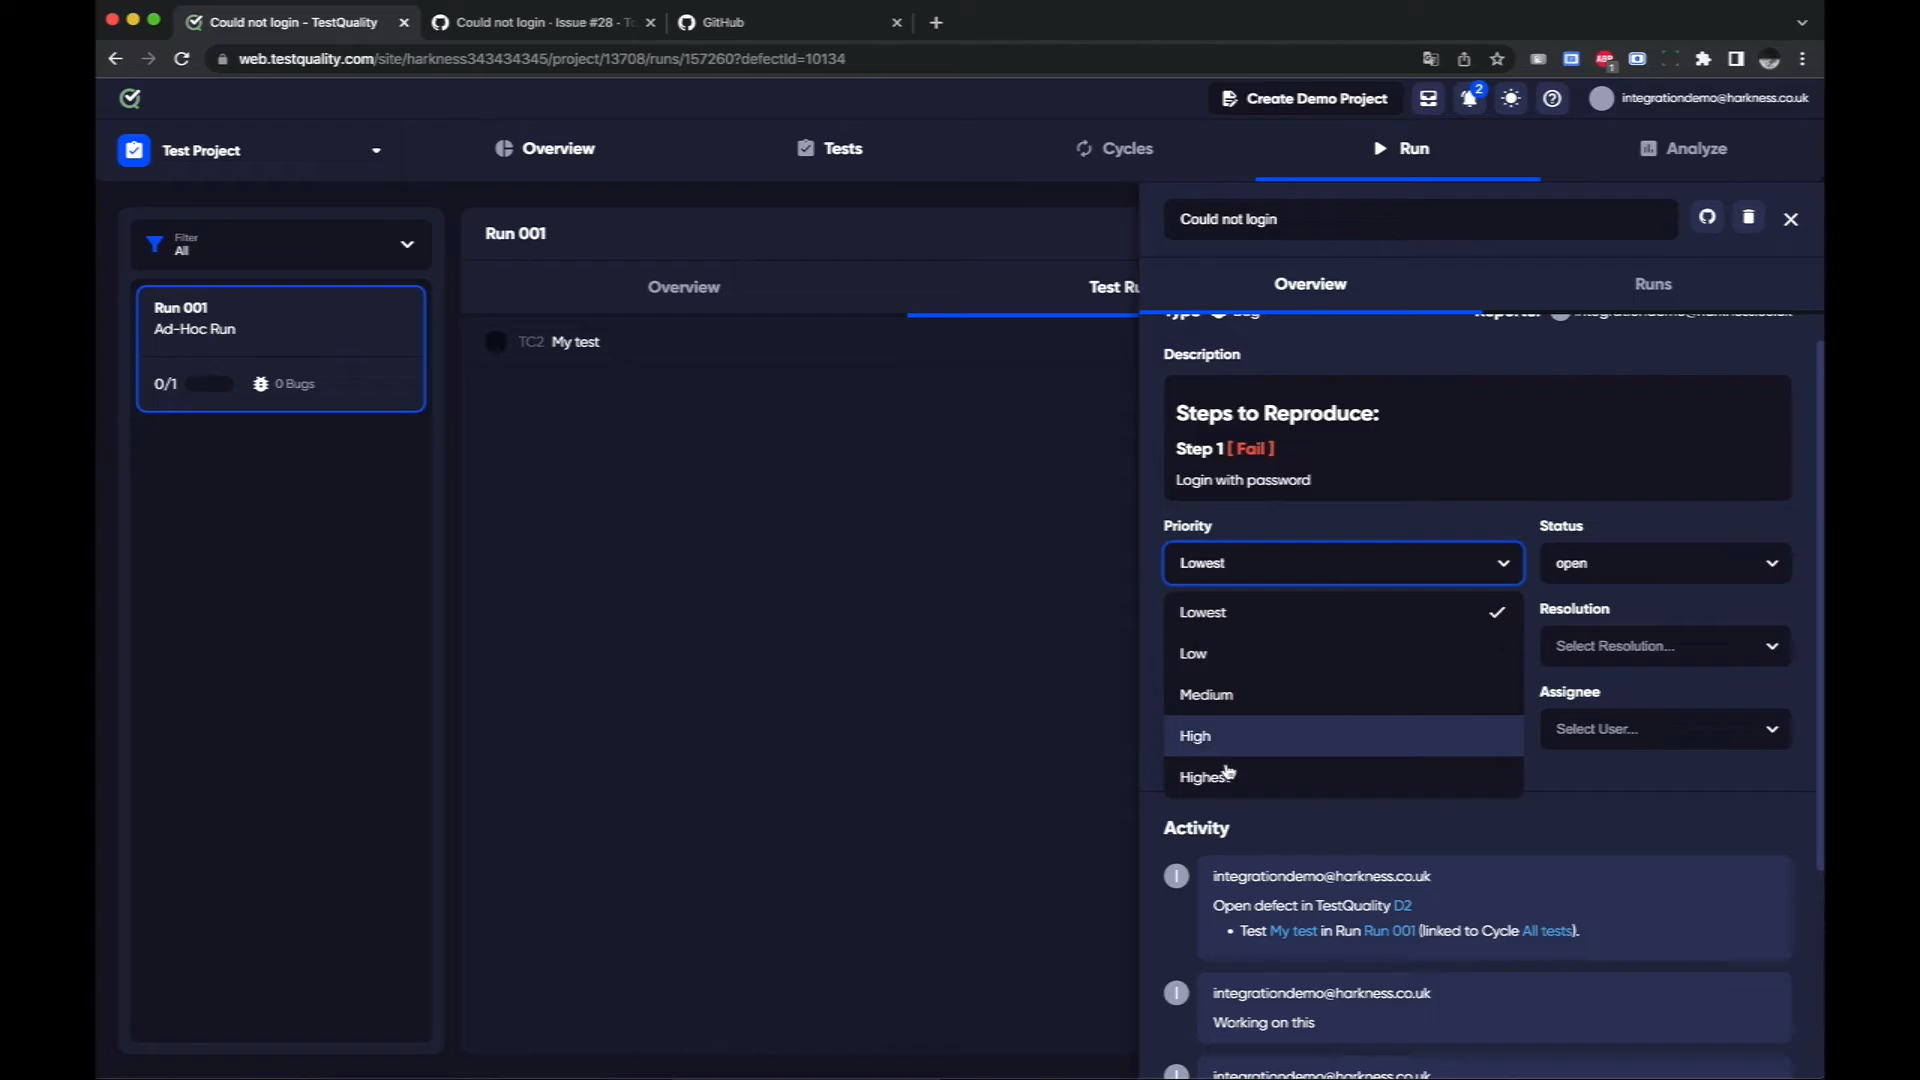 Could not login - TestQuality
Could not login - Issue #28 - To
GitHub
web.testquality.com/site/harkness343434345/project/13708/runs/157260?defectId=10134
1
Create Demo Project
2
integrationdemo@harkness.co.uk
Test Project
Overview
Tests
Cycles
Run
Analyze
Filter
All
Run 001
Ad-Hoc Run
0/1
0 Bugs
Run 001
Overview
Test Ru
TC2 My test
Could not login
Overview
Runs
Type Bug
Reporter: integrationdemo@harkness.co.uk
Description
Steps to Reproduce:
Step 1 [ Fail ]
Login with password
Priority
Lowest
Lowest
Low
Medium
High
Highest
Status
open
Resolution
Select Resolution...
Assignee
Select User...
Activity
I
integrationdemo@harkness.co.uk
Open defect in TestQuality D2
• Test My test in Run Run 001 (linked to Cycle All tests).
I
integrationdemo@harkness.co.uk
Working on this
I
integrationdemo@harkness.co.uk